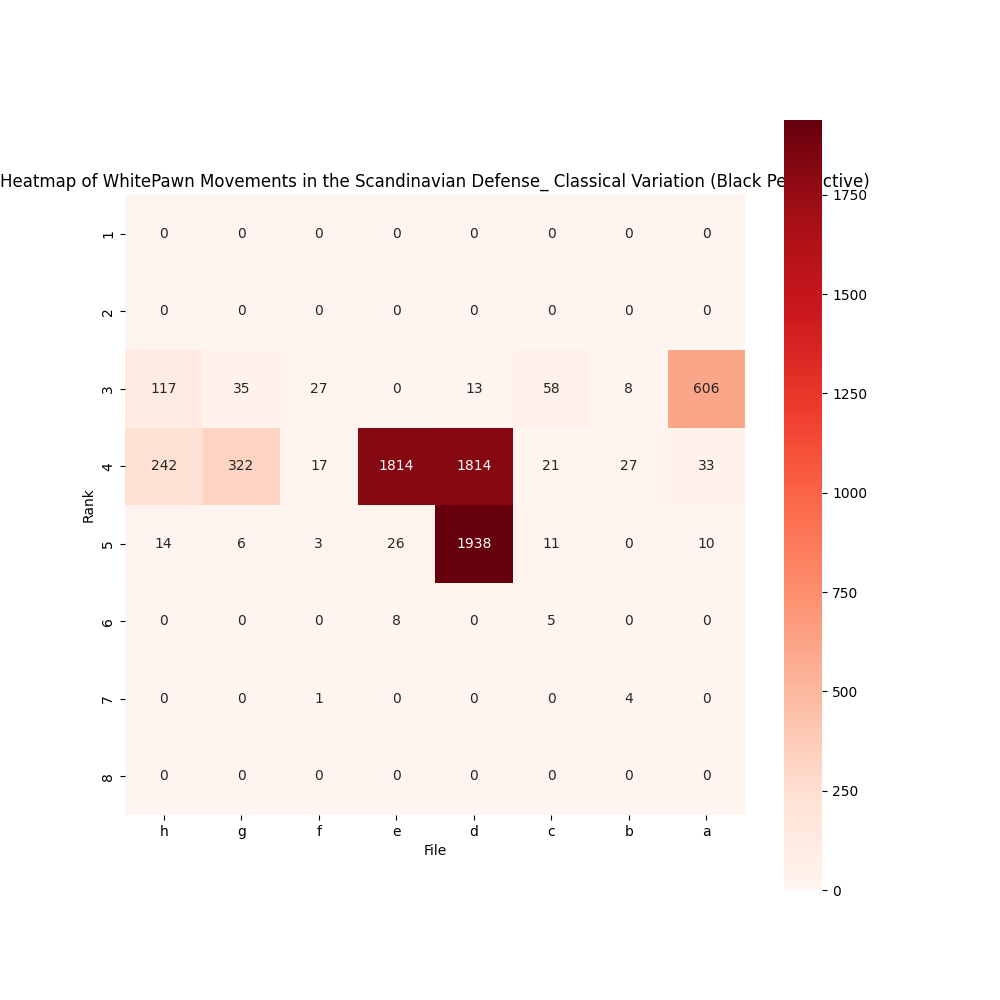 Heatmap of WhitePawn Movements in the Scandinavian Defense_ Classical Variation (Black Pe ctive)
1 0 0 0 0 0 0 0 0
2 0 0 0 0 0 0 0 0
3 117 35 27 0 13 58 8 606
4 242 322 17 1814 1814 21 27 33
Rank
5 14 6 3 26 1938 11 0 10
6 0 0 0 8 0 5 0 0
7 0 0 1 0 0 0 4 0
8 0 0 0 0 0 0 0 0
h g f e d c b a
File
1750
1500
1250
1000
750
500
250
0